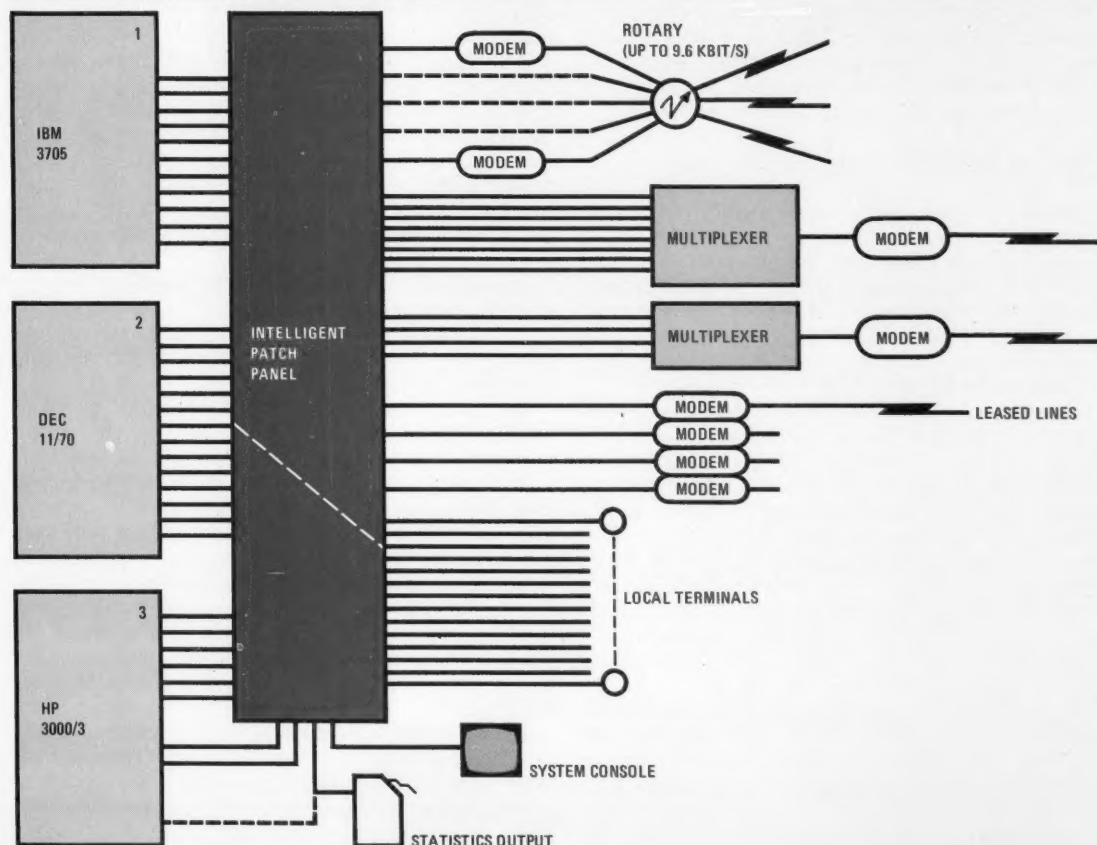 1
IBM
3705
2
DEC
11/70
3
HP
3000/3
INTELLIGENT
PATCH
PANEL
MODEM
MODEM
ROTARY
(UP TO 9.6 KBIT/S)
MULTIPLEXER
MODEM
MULTIPLEXER
MODEM
MODEM
LEASED LINES
MODEM
MODEM
MODEM
LOCAL TERMINALS
SYSTEM CONSOLE
STATISTICS OUTPUT